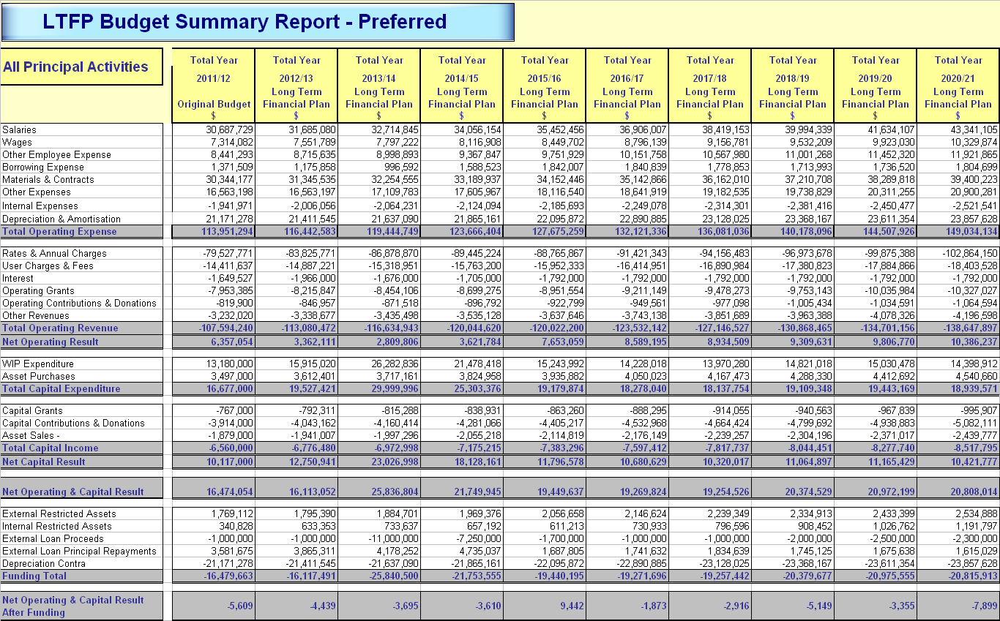 LTFP Budget Summary Report - Preferred
All Principal Activities
Total Year Total Year Total Year Total Year Total Year Total Year Total Year Total Year Total Year Total Year
2011/12 2012/13 2013/14 2014/15 2015/16 2016/17 2017/18 2018/19 2019/20 2020/21
Long Term Long Term Long Term Long Term Long Term Long Term Long Term Long Term Long Term
Original Budget Financial Plan Financial Plan Financial Plan Financial Plan Financial Plan Financial Plan Financial Plan Financial Plan Financial Plan
$ $ $ $ $ $ $ $ $ $
Salaries 30,687,729 31,685,080 32,714,845 34,056,154 35,452,456 36,906,007 38,419,153 39,994,339 41,634,107 43,341,105
Wages 7,314,082 7,551,789 7,797,222 8,116,908 8,449,702 8,796,139 9,156,781 9,532,209 9,923,030 10,329,874
Other Employee Expense 8,441,293 8,715,635 8,998,893 9,367,847 9,751,929 10,151,758 10,567,980 11,001,268 11,452,320 11,921,865
Borrowing Expense 1,371,509 1,175,858 996,592 1,588,523 1,842,007 1,840,839 1,778,853 1,713,993 1,736,520 1,804,699
Materials & Contracts 30,344,177 31,345,535 32,254,555 33,189,937 34,152,446 35,142,866 36,162,010 37,210,708 38,289,818 39,400,223
Other Expenses 16,563,198 16,563,197 17,109,783 17,605,967 18,116,540 18,641,919 19,182,535 19,738,829 20,311,255 20,900,281
Internal Expenses -1,941,971 -2,006,056 -2,064,231 -2,124,094 -2,185,693 -2,249,078 -2,314,301 -2,381,416 -2,450,477 -2,521,541
Depreciation & Amortisation 21,171,278 21,411,545 21,637,090 21,865,161 22,095,872 22,890,885 23,128,025 23,368,167 23,611,354 23,857,628
Total Operating Expense 113,951,294 116,442,583 119,444,749 123,666,404 127,675,259 132,121,336 136,081,036 140,178,096 144,507,926 149,034,134
Rates & Annual Charges -79,527,771 -83,825,771 -86,878,870 -89,445,224 -88,765,867 -91,421,343 -94,156,483 -96,973,678 -99,875,388 -102,864,150
User Charges & Fees -14,411,637 -14,887,221 -15,318,951 -15,763,200 -15,952,333 -16,414,951 -16,890,984 -17,380,823 -17,884,866 -18,403,528
Interest -1,649,527 -1,966,000 -1,676,000 -1,705,000 -1,792,000 -1,792,000 -1,792,000 -1,792,000 -1,792,000 -1,792,000
Operating Grants -7,953,385 -8,215,847 -8,454,106 -8,699,275 -8,951,554 -9,211,149 -9,478,273 -9,753,143 -10,035,984 -10,327,027
Operating Contributions & Donations -819,900 -846,957 -871,518 -896,792 -922,799 -949,561 -977,098 -1,005,434 -1,034,591 -1,064,594
Other Revenues -3,232,020 -3,338,677 -3,435,498 -3,535,128 -3,637,646 -3,743,138 -3,851,689 -3,963,388 -4,078,326 -4,196,598
Total Operating Revenue -107,594,240 -113,080,472 -116,634,943 -120,044,620 -120,022,200 -123,532,142 -127,146,527 -130,868,465 -134,701,156 -138,647,897
Net Operating Result 6,357,054 3,362,111 2,809,806 3,621,784 7,653,059 8,589,195 8,934,509 9,309,631 9,806,770 10,386,237
WIP Expenditure 13,180,000 15,915,020 26,282,836 21,478,418 15,243,992 14,228,018 13,970,280 14,821,018 15,030,478 14,398,912
Asset Purchases 3,497,000 3,612,401 3,717,161 3,824,958 3,935,882 4,050,023 4,167,473 4,288,330 4,412,692 4,540,660
Total Capital Expenditure 16,677,000 19,527,421 29,999,996 25,303,376 19,179,874 18,278,040 18,137,754 19,109,348 19,443,169 18,939,571
Capital Grants -767,000 -792,311 -815,288 -838,931 -863,260 -888,295 -914,055 -940,563 -967,839 -995,907
Capital Contributions & Donations -3,914,000 -4,043,162 -4,160,414 -4,281,066 -4,405,217 -4,532,968 -4,664,424 -4,799,692 -4,938,883 -5,082,111
Asset Sales - -1,879,000 -1,941,007 -1,997,296 -2,055,218 -2,114,819 -2,176,149 -2,239,257 -2,304,196 -2,371,017 -2,439,777
Total Capital Income -6,560,000 -6,776,480 -6,972,998 -7,175,215 -7,383,296 -7,597,412 -7,817,737 -8,044,451 -8,277,740 -8,517,795
Net Capital Result 10,117,000 12,750,941 23,026,998 18,128,161 11,796,578 10,680,629 10,320,017 11,064,897 11,165,429 10,421,777
Net Operating & Capital Result 16,474,054 16,113,052 25,836,804 21,749,945 19,449,637 19,269,824 19,254,526 20,374,529 20,972,199 20,808,014
External Restricted Assets 1,769,112 1,795,390 1,884,701 1,969,376 2,056,658 2,146,624 2,239,349 2,334,913 2,433,399 2,534,888
Internal Restricted Assets 340,828 633,353 733,637 657,192 611,213 730,933 796,596 908,452 1,026,762 1,191,797
External Loan Proceeds -1,000,000 -1,000,000 -11,000,000 -7,250,000 -1,700,000 -1,000,000 -1,000,000 -2,000,000 -2,500,000 -2,300,000
External Loan Principal Repayments 3,581,675 3,865,311 4,178,252 4,735,037 1,687,805 1,741,632 1,834,639 1,745,125 1,675,638 1,615,029
Depreciation Contra -21,171,278 -21,411,545 -21,637,090 -21,865,161 -22,095,872 -22,890,885 -23,128,025 -23,368,167 -23,611,354 -23,857,628
Funding Total -16,479,663 -16,117,491 -25,840,500 -21,753,555 -19,440,195 -19,271,696 -19,257,442 -20,379,677 -20,975,555 -20,815,913
Net Operating & Capital Result
After Funding -5,609 -4,439 -3,695 -3,610 9,442 -1,873 -2,916 -5,149 -3,355 -7,899